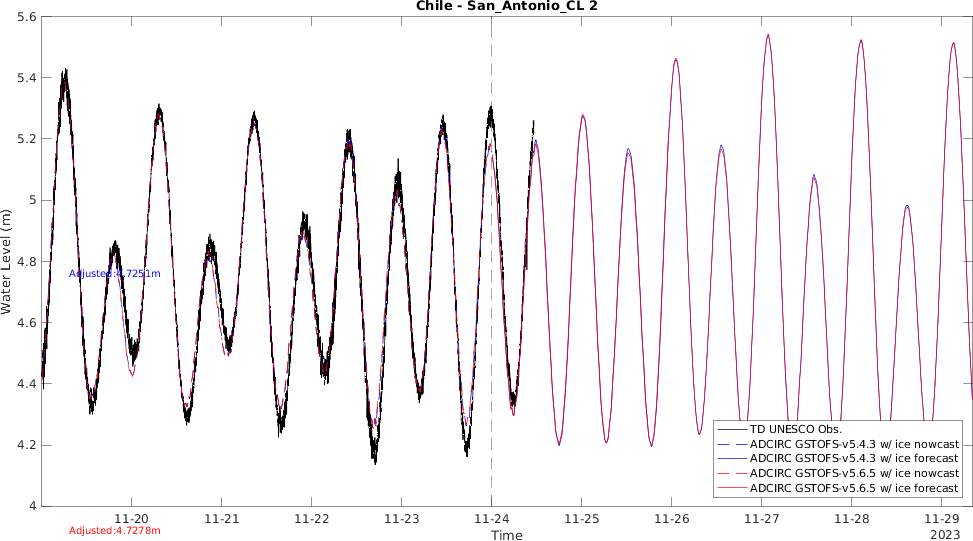 Chile - San_Antonio_CL 2
5.6
5.4
5.2
5
4.8
4.6
4.4
4.2
4
Water Level (m)
Adjusted:4.7251m
Adjusted:4.7278m
TD UNESCO Obs.
ADCIRC GSTOFS-v5.4.3 w/ ice nowcast
ADCIRC GSTOFS-v5.4.3 w/ ice forecast
ADCIRC GSTOFS-v5.6.5 w/ ice nowcast
ADCIRC GSTOFS-v5.6.5 w/ ice forecast
11-20 11-21 11-22 11-23 11-24 11-25 11-26 11-27 11-28 11-29
Time
2023